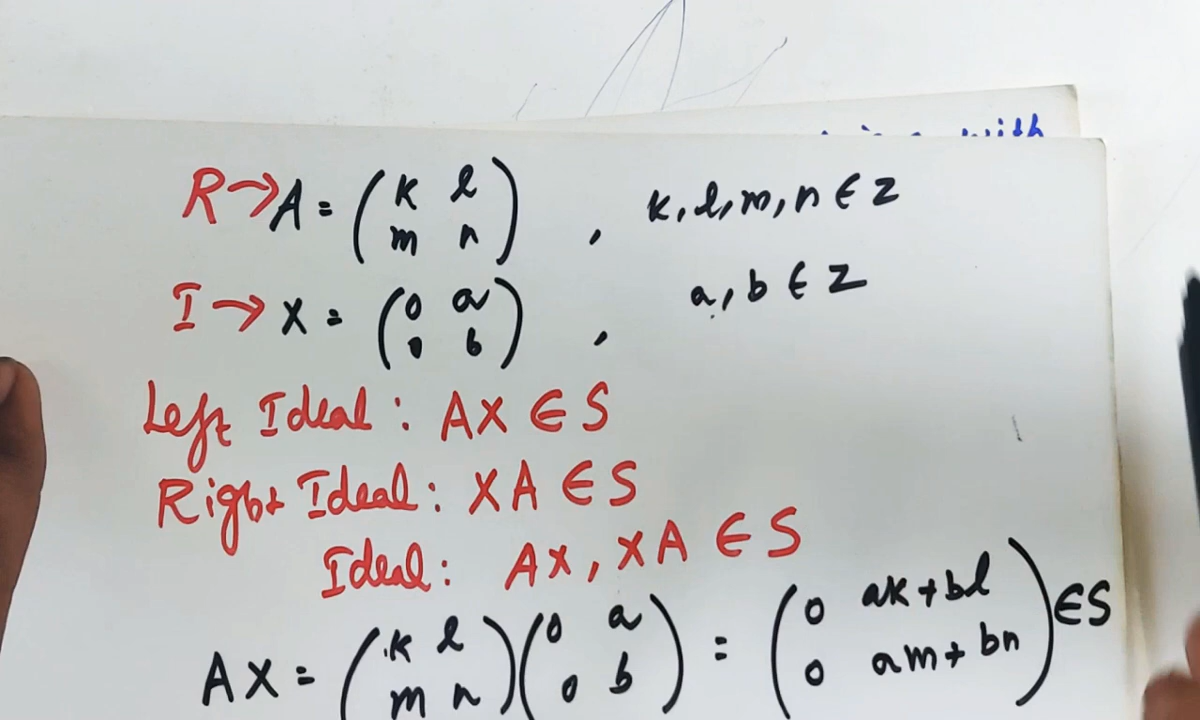 with
R→A = (k l
m n) , k, l, m, n ∈ Z
I→ X = (0 a
0 b) , a, b ∈ Z
Left Ideal : AX ∈ S
Right Ideal : XA ∈ S
Ideal : AX, XA ∈ S
AX = (k l
m n)(0 a
0 b) = (0 ak+bl
0 am+bn) ∈S